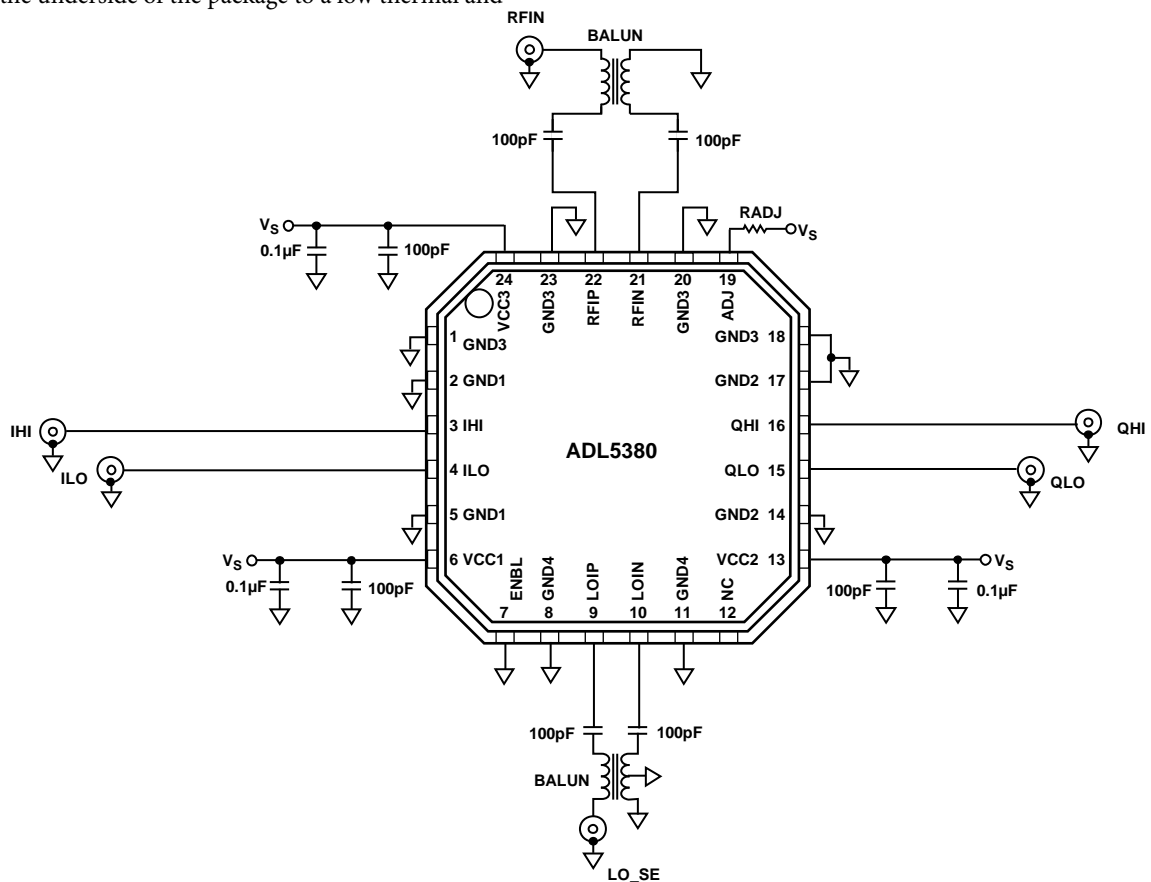 the underside of the package to a low thermal and
RFIN
BALUN
100pF
100pF
VS
0.1µF
100pF
RADJ
VS
24
23
22
21
20
19
VCC3
GND3
RFIP
RFIN
GND3
ADJ
1
GND3
GND3 18
2 GND1
GND2 17
IHI
3 IHI
QHI 16
QHI
ADL5380
ILO
4 ILO
QLO 15
QLO
5 GND1
GND2 14
VS
0.1µF
100pF
6 VCC1
VCC2 13
100pF
0.1µF
VS
ENBL
GND4
LOIP
LOIN
GND4
NC
7
8
9
10
11
12
100pF
100pF
BALUN
LO_SE